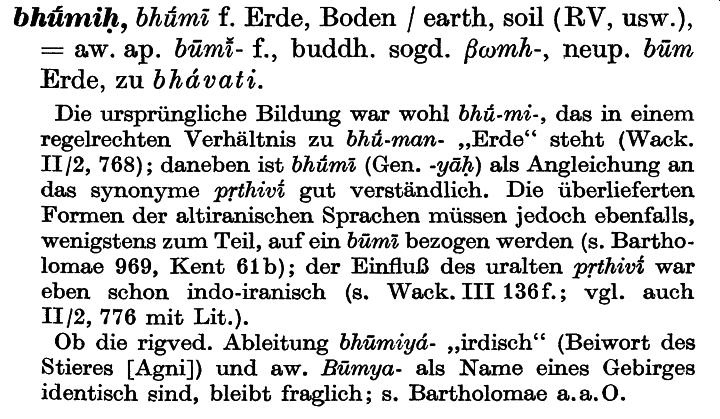 bhū́miḥ, bhū́mī f. Erde, Boden / earth, soil (RV, usw.),
= aw. ap. būmī̆- f., buddh. sogd. βωmh-, neup. būm
Erde, zu bhávati.
Die ursprüngliche Bildung war wohl bhū́-mi-, das in einem
regelrechten Verhältnis zu bhū́-man- „Erde“ steht (Wack.
II/2, 768); daneben ist bhū́mī (Gen. -yāḥ) als Angleichung an
das synonyme pṛthivī́ gut verständlich. Die überlieferten
Formen der altiranischen Sprachen müssen jedoch ebenfalls,
wenigstens zum Teil, auf ein būmī bezogen werden (s. Bartho-
lomae 969, Kent 61b); der Einfluß des uralten pṛthivī́ war
eben schon indo-iranisch (s. Wack. III 136f.; vgl. auch
II/2, 776 mit Lit.).
Ob die rigved. Ableitung bhūmiyá- „irdisch“ (Beiwort des
Stieres [Agni]) und aw. Būmya- als Name eines Gebirges
identisch sind, bleibt fraglich; s. Bartholomae a.a.O.